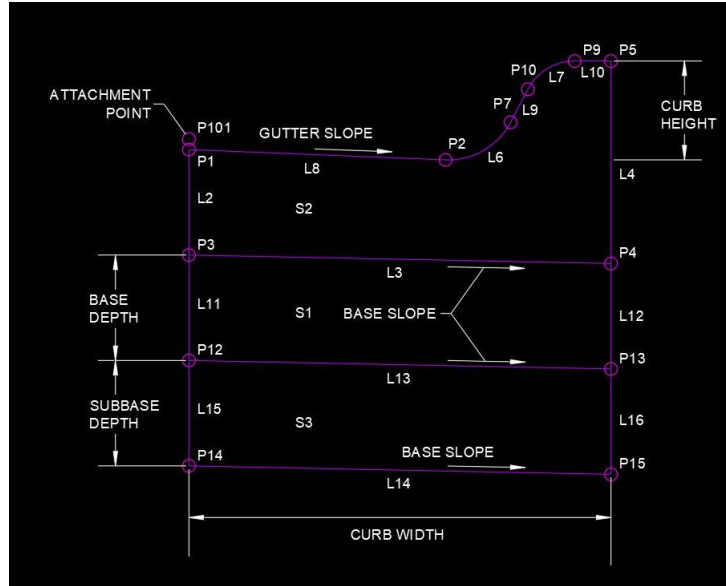 P9
P5
P10
L7
L10
ATTACHMENT
POINT
P7
L9
CURB
HEIGHT
P101
GUTTER SLOPE
P1
P2
L6
L8
L4
L2
S2
P3
P4
L3
BASE
DEPTH
L11
S1
BASE SLOPE
L12
P12
P13
L13
SUBBASE
DEPTH
L15
S3
L16
P14
BASE SLOPE
P15
L14
CURB WIDTH